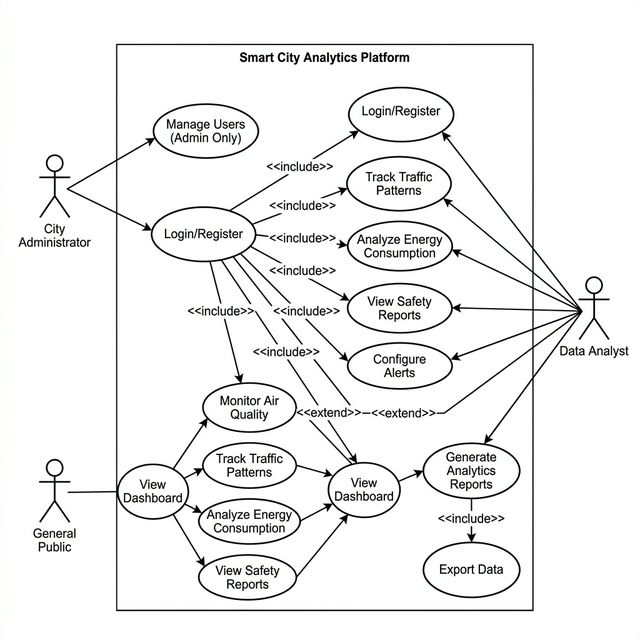 Smart City Analytics Platform
Manage Users
(Admin Only)
Login/Register
<<include>>
Track Traffic
Patterns
<<include>>
City
Administrator
Login/Register
<<include>>
Analyze Energy
Consumption
<<include>>
View Safety
Reports
<<include>>
<<include>>
Data Analyst
<<include>>
Configure
Alerts
Monitor Air
Quality
<<extend>>
<<extend>>
Track Traffic
Patterns
General
Public
View
Dashboard
View
Dashboard
Generate
Analytics
Reports
Analyze Energy
Consumption
<<include>>
View Safety
Reports
Export Data